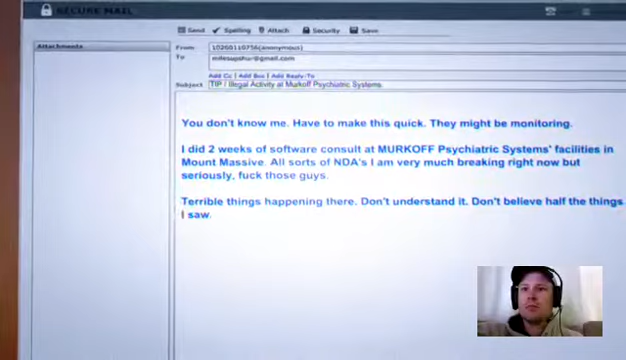 SECURE MAIL
Send Spelling Attach Security Save
Attachments
From 10260110756(anonymous)
To milesupshur@gmail.com
Add Cc | Add Bcc | Add Reply-To
Subject TIP / Illegal Activity at Murkoff Psychiatric Systems
You don't know me. Have to make this quick. They might be monitoring.
I did 2 weeks of software consult at MURKOFF Psychiatric Systems' facilities in
Mount Massive. All sorts of NDA's I am very much breaking right now but
seriously, fuck those guys.
Terrible things happening there. Don't understand it. Don't believe half the things
I saw.